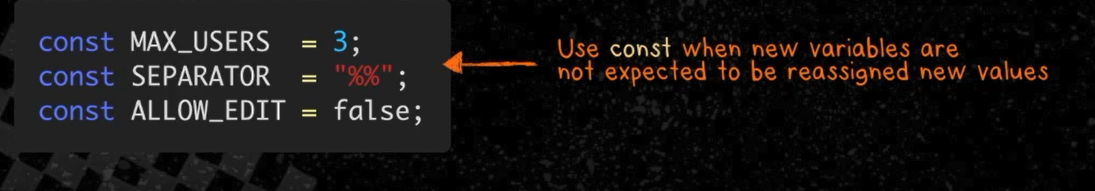 const MAX_USERS  = 3;
const SEPARATOR  = "%%";
const ALLOW_EDIT = false;
Use const when new variables are
not expected to be reassigned new values